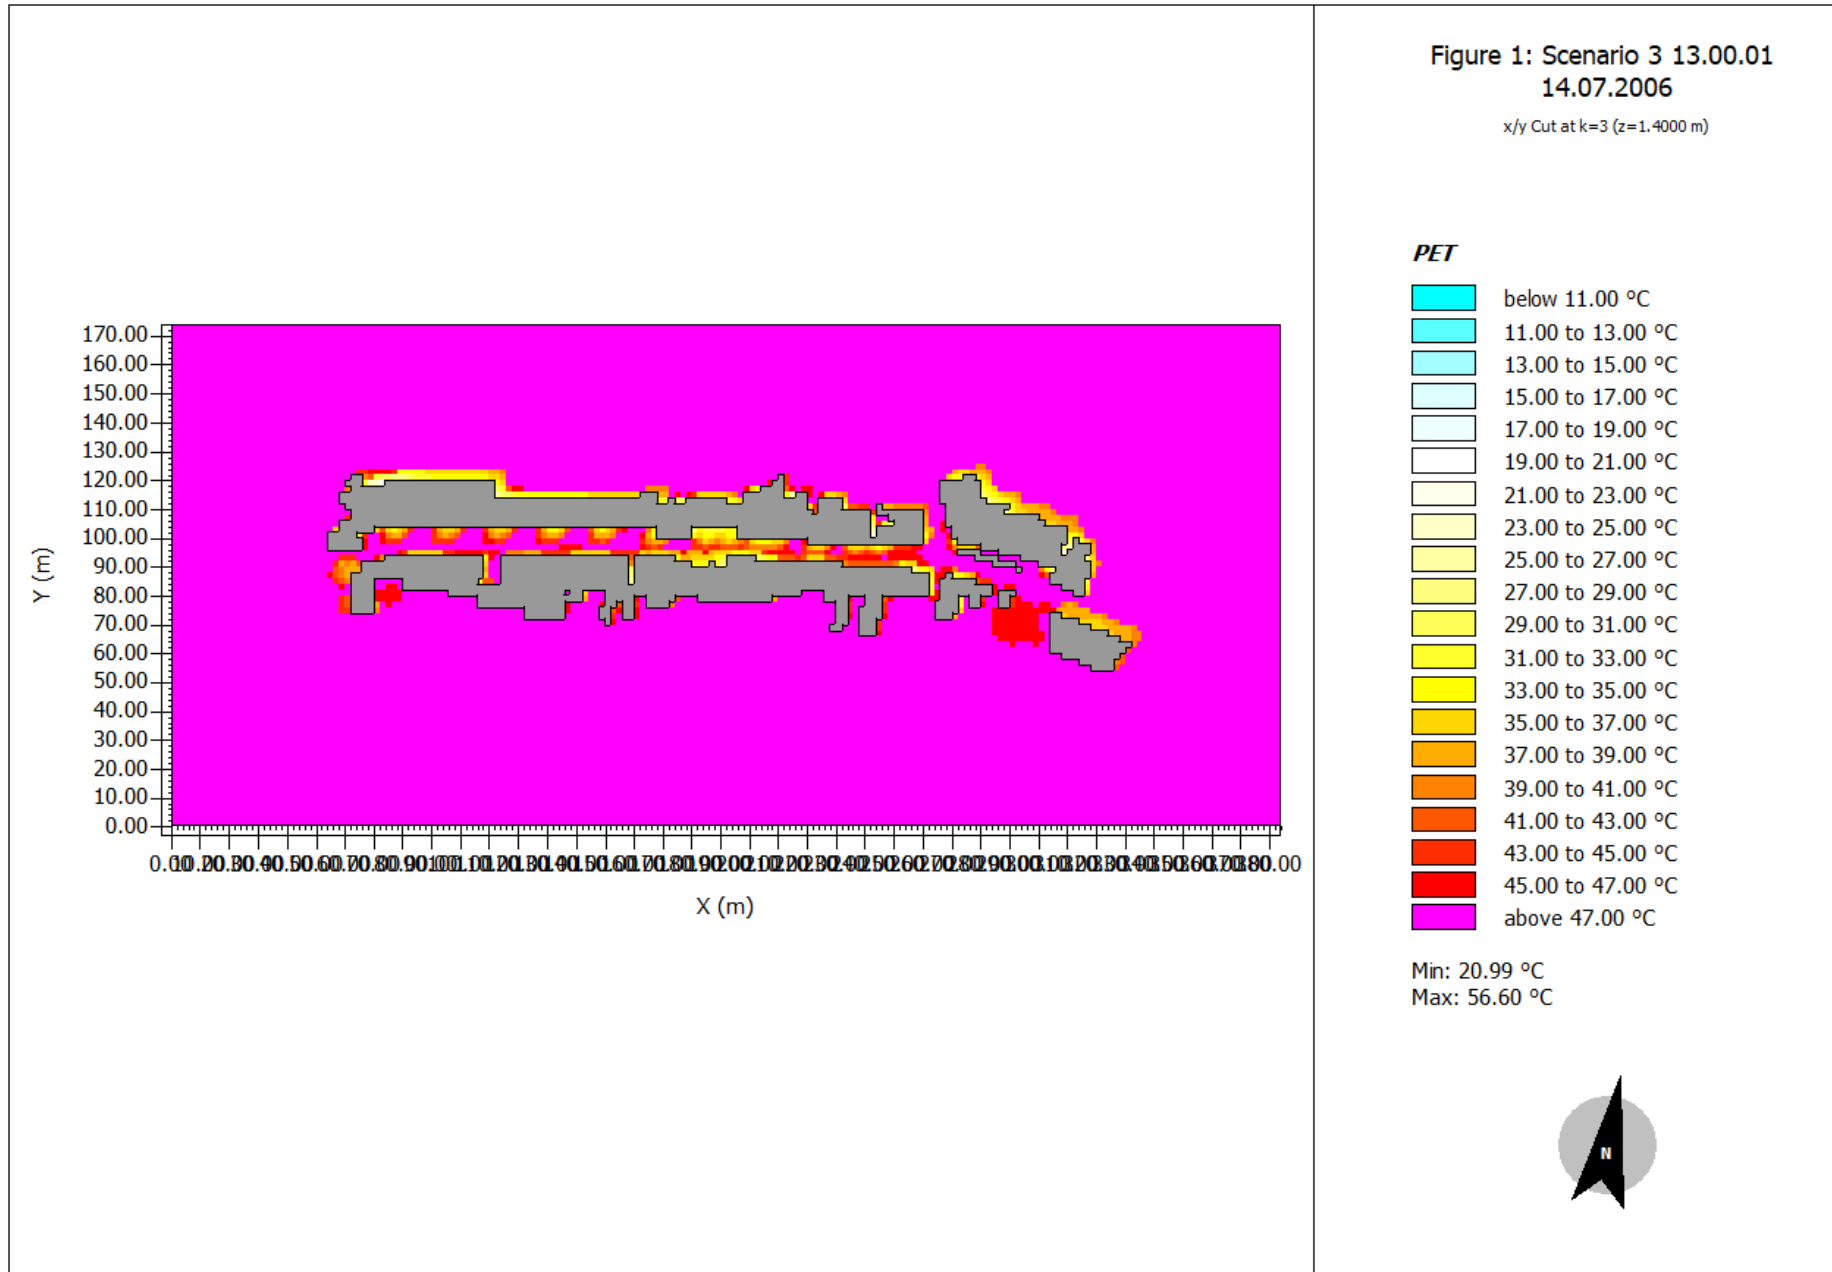 Figure 1: Scenario 3 13.00.01
14.07.2006
x/y Cut at k=3 (z=1.4000 m)
PET
below 11.00 °C
11.00 to 13.00 °C
13.00 to 15.00 °C
15.00 to 17.00 °C
17.00 to 19.00 °C
19.00 to 21.00 °C
21.00 to 23.00 °C
23.00 to 25.00 °C
25.00 to 27.00 °C
27.00 to 29.00 °C
29.00 to 31.00 °C
31.00 to 33.00 °C
33.00 to 35.00 °C
35.00 to 37.00 °C
37.00 to 39.00 °C
39.00 to 41.00 °C
41.00 to 43.00 °C
43.00 to 45.00 °C
45.00 to 47.00 °C
above 47.00 °C
Min: 20.99 °C
Max: 56.60 °C
N
170.00
160.00
150.00
140.00
130.00
120.00
110.00
100.00
90.00
80.00
70.00
60.00
50.00
40.00
30.00
20.00
10.00
0.00
Y (m)
X (m)